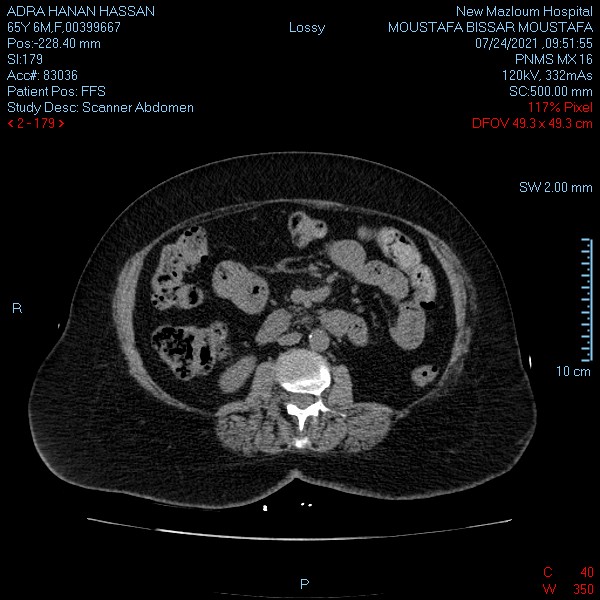 ADRA HANAN HASSAN
65Y 6M,F,00399667
Pos:-228.40 mm
SI:179
Acc#: 83036
Patient Pos: FFS
Study Desc: Scanner Abdomen
< 2 - 179 >
Lossy
New Mazloum Hospital
MOUSTAFA BISSAR MOUSTAFA
07/24/2021 ,09:51:55
PNMS MX 16
120kV, 332mAs
SC:500.00 mm
117% Pixel
DFOV 49.3 x 49.3 cm
SW 2.00 mm
R
10 cm
P
C 40
W 350